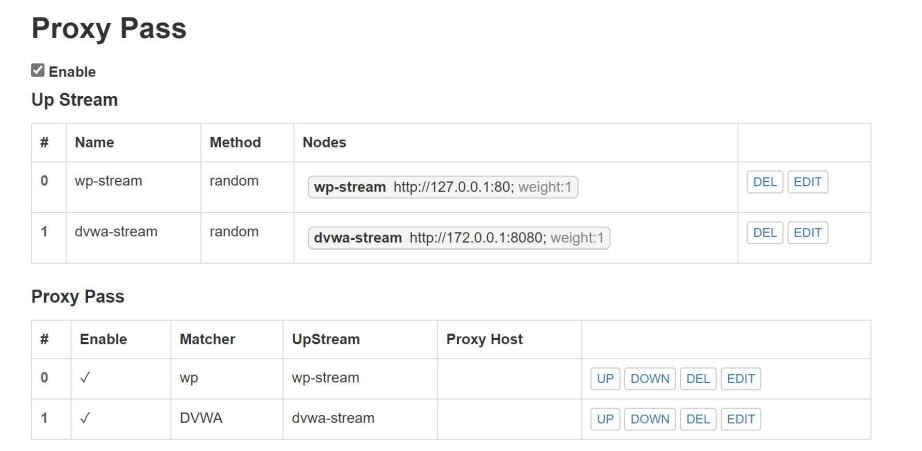 Proxy Pass
Enable
Up Stream
# Name Method Nodes
0 wp-stream random wp-stream http://127.0.0.1:80; weight:1 DEL EDIT
1 dvwa-stream random dvwa-stream http://172.0.0.1:8080; weight:1 DEL EDIT
Proxy Pass
# Enable Matcher UpStream Proxy Host
0 ✓ wp wp-stream UP DOWN DEL EDIT
1 ✓ DVWA dvwa-stream UP DOWN DEL EDIT